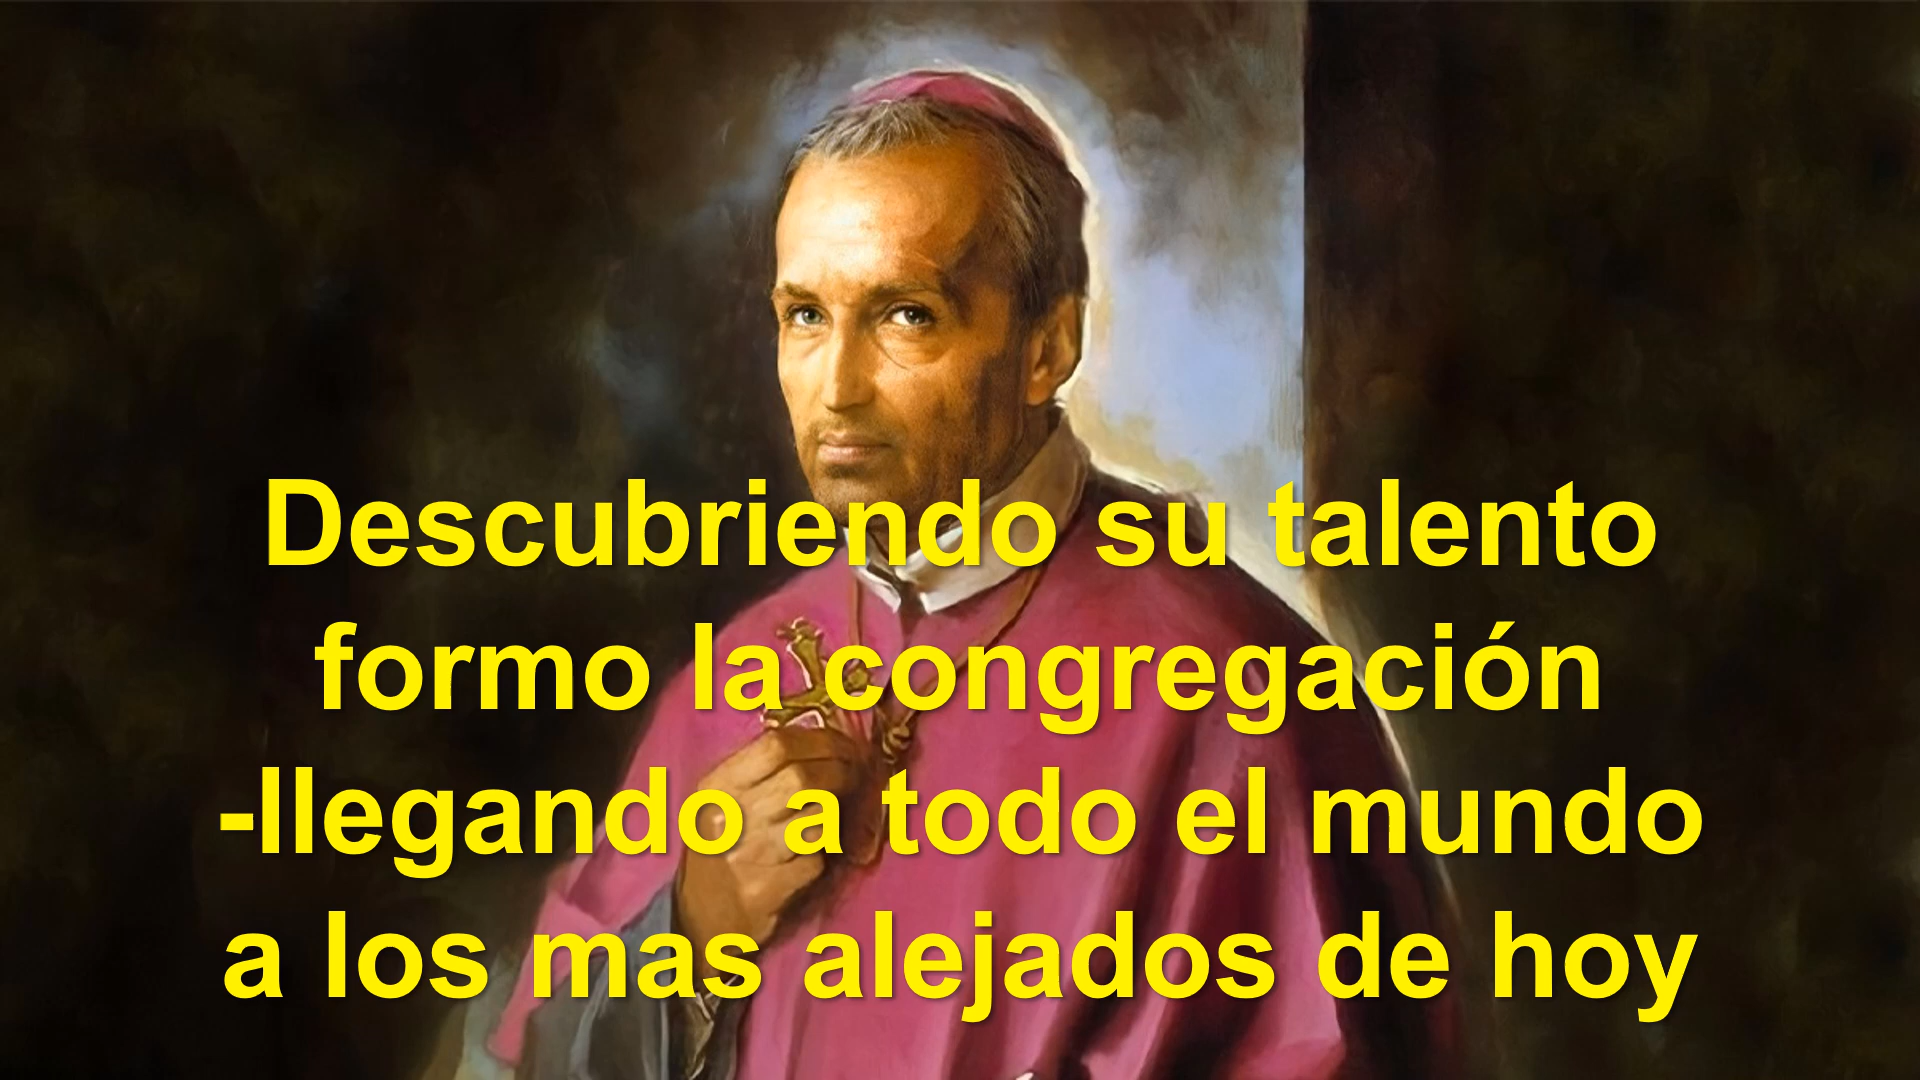 Descubriendo su talento
formo la congregación
-llegando a todo el mundo
a los mas alejados de hoy